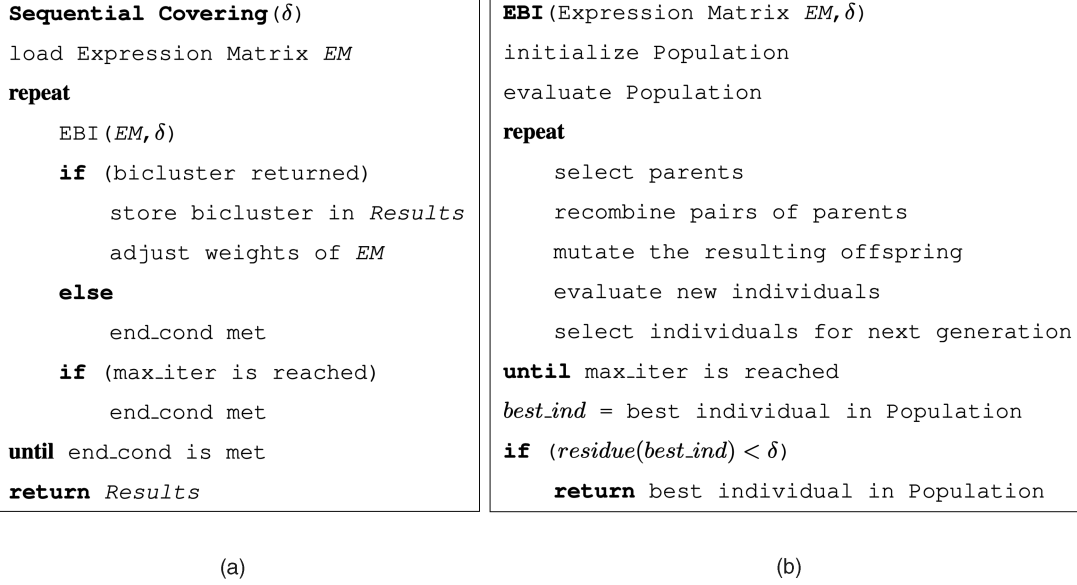 Sequential Covering(δ)
load Expression Matrix EM
repeat
EBI(EM,δ)
if (bicluster returned)
store bicluster in Results
adjust weights of EM
else
end_cond met
if (max_iter is reached)
end_cond met
until end_cond is met
return Results
(a)
EBI(Expression Matrix EM,δ)
initialize Population
evaluate Population
repeat
select parents
recombine pairs of parents
mutate the resulting offspring
evaluate new individuals
select individuals for next generation
until max_iter is reached
best_ind = best individual in Population
if (residue(best_ind) < δ)
return best individual in Population
(b)